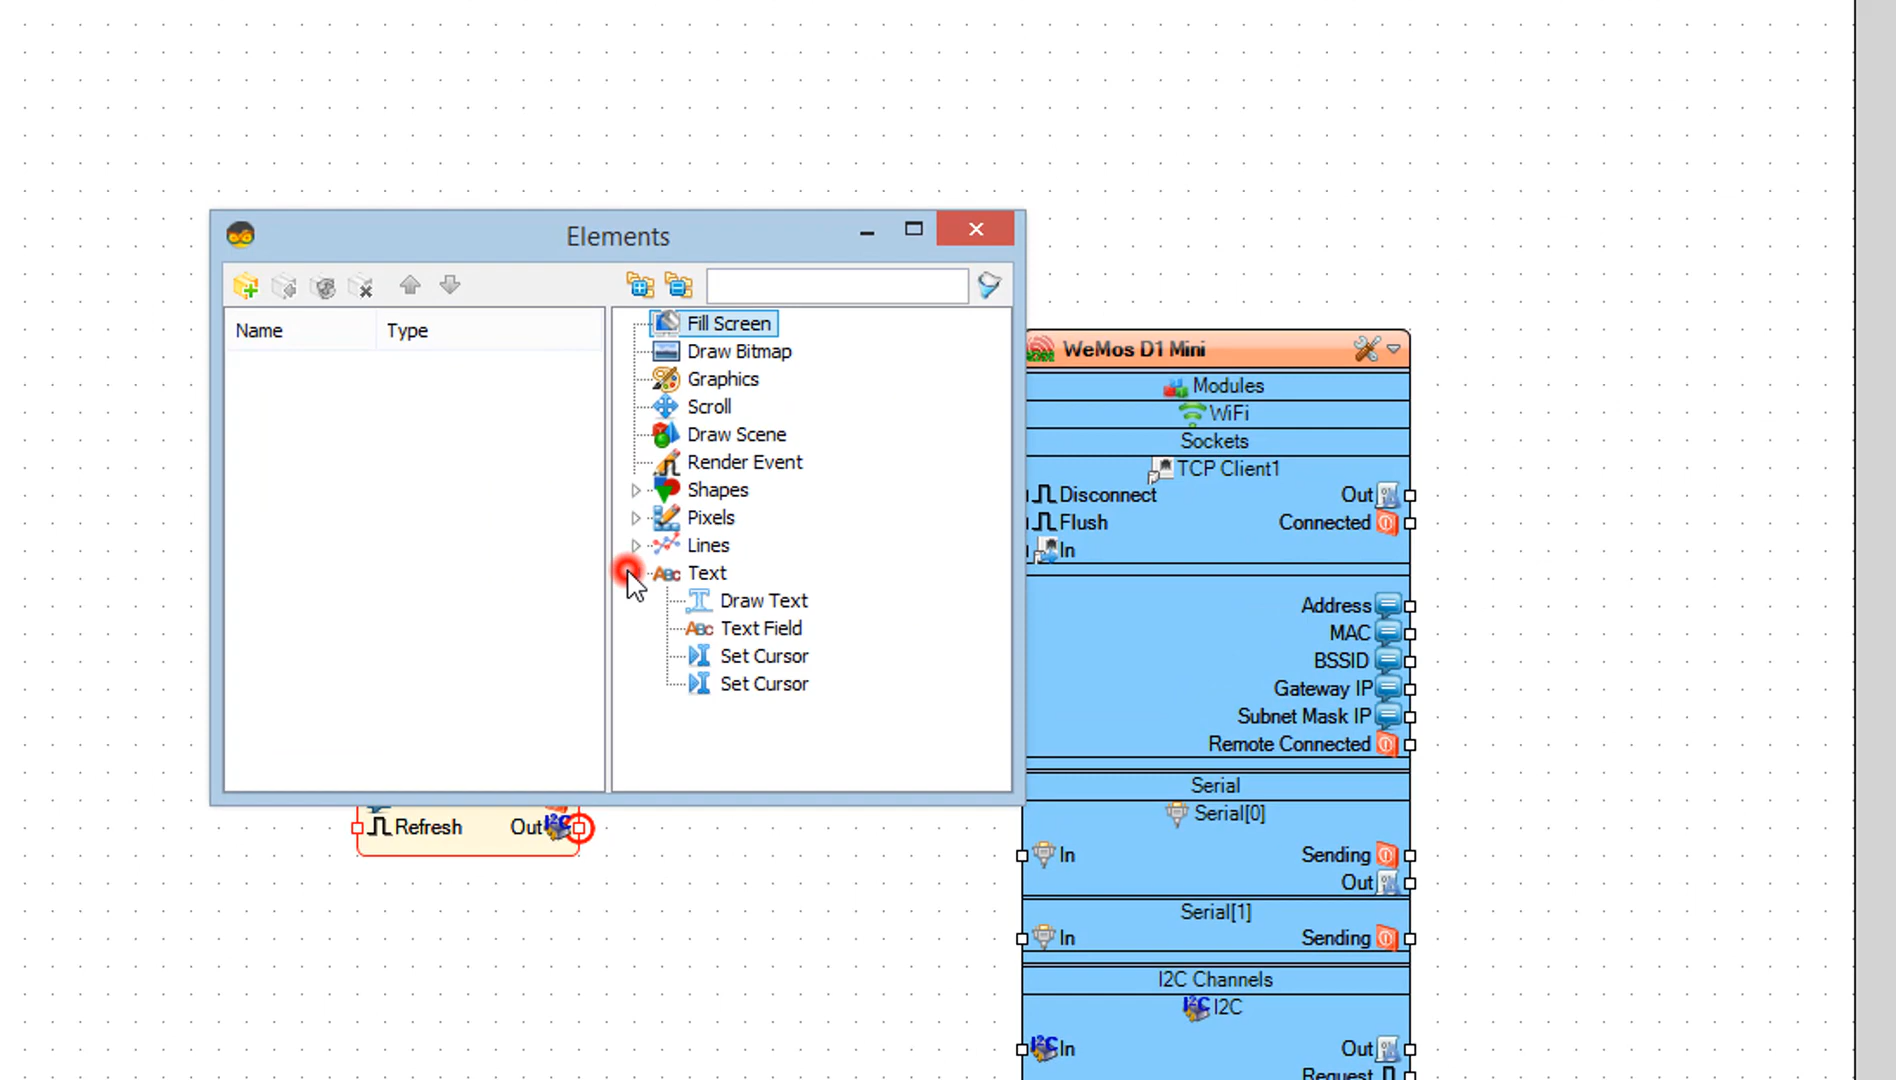 Elements
Name Type
Fill Screen
Draw Bitmap
Graphics
Scroll
Draw Scene
Render Event
Shapes
Pixels
Lines
Text
Draw Text
Text Field
Set Cursor
Set Cursor
Refresh Out
WeMos D1 Mini
Modules
WiFi
Sockets
TCP Client1
Disconnect Out
Flush Connected
In
Address
MAC
BSSID
Gateway IP
Subnet Mask IP
Remote Connected
Serial
Serial[0]
In Sending
Out
Serial[1]
In Sending
I2C Channels
I2C
In Out
Request